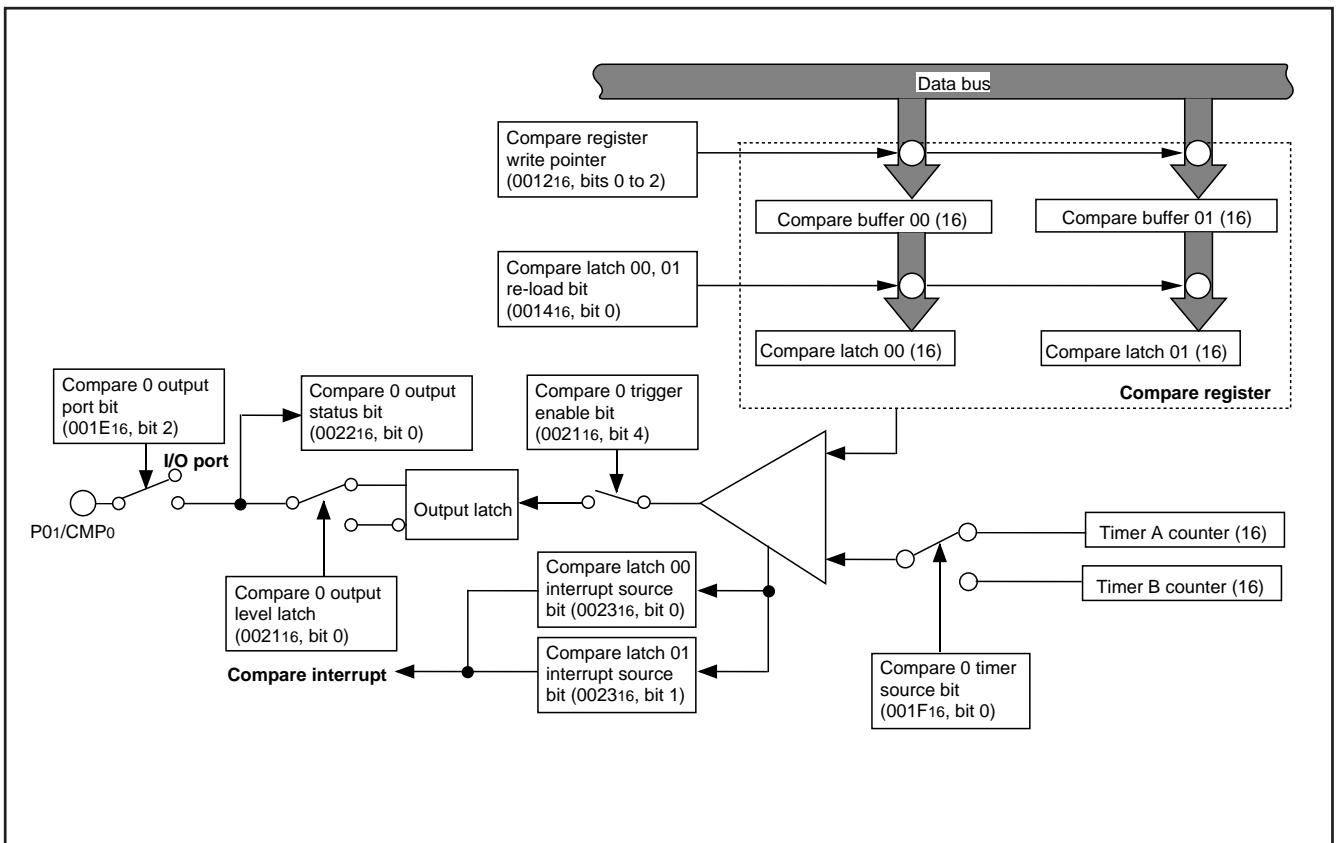 Data bus
Compare register
write pointer
(001216, bits 0 to 2)
Compare buffer 00 (16)
Compare buffer 01 (16)
Compare latch 00, 01
re-load bit
(001416, bit 0)
Compare latch 00 (16)
Compare latch 01 (16)
Compare register
Compare 0 output
port bit
(001E16, bit 2)
Compare 0 output
status bit
(002216, bit 0)
Compare 0 trigger
enable bit
(002116, bit 4)
I/O port
P01/CMP0
Output latch
Timer A counter (16)
Timer B counter (16)
Compare 0 output
level latch
(002116, bit 0)
Compare latch 00
interrupt source
bit (002316, bit 0)
Compare latch 01
interrupt source
bit (002316, bit 1)
Compare interrupt
Compare 0 timer
source bit
(001F16, bit 0)